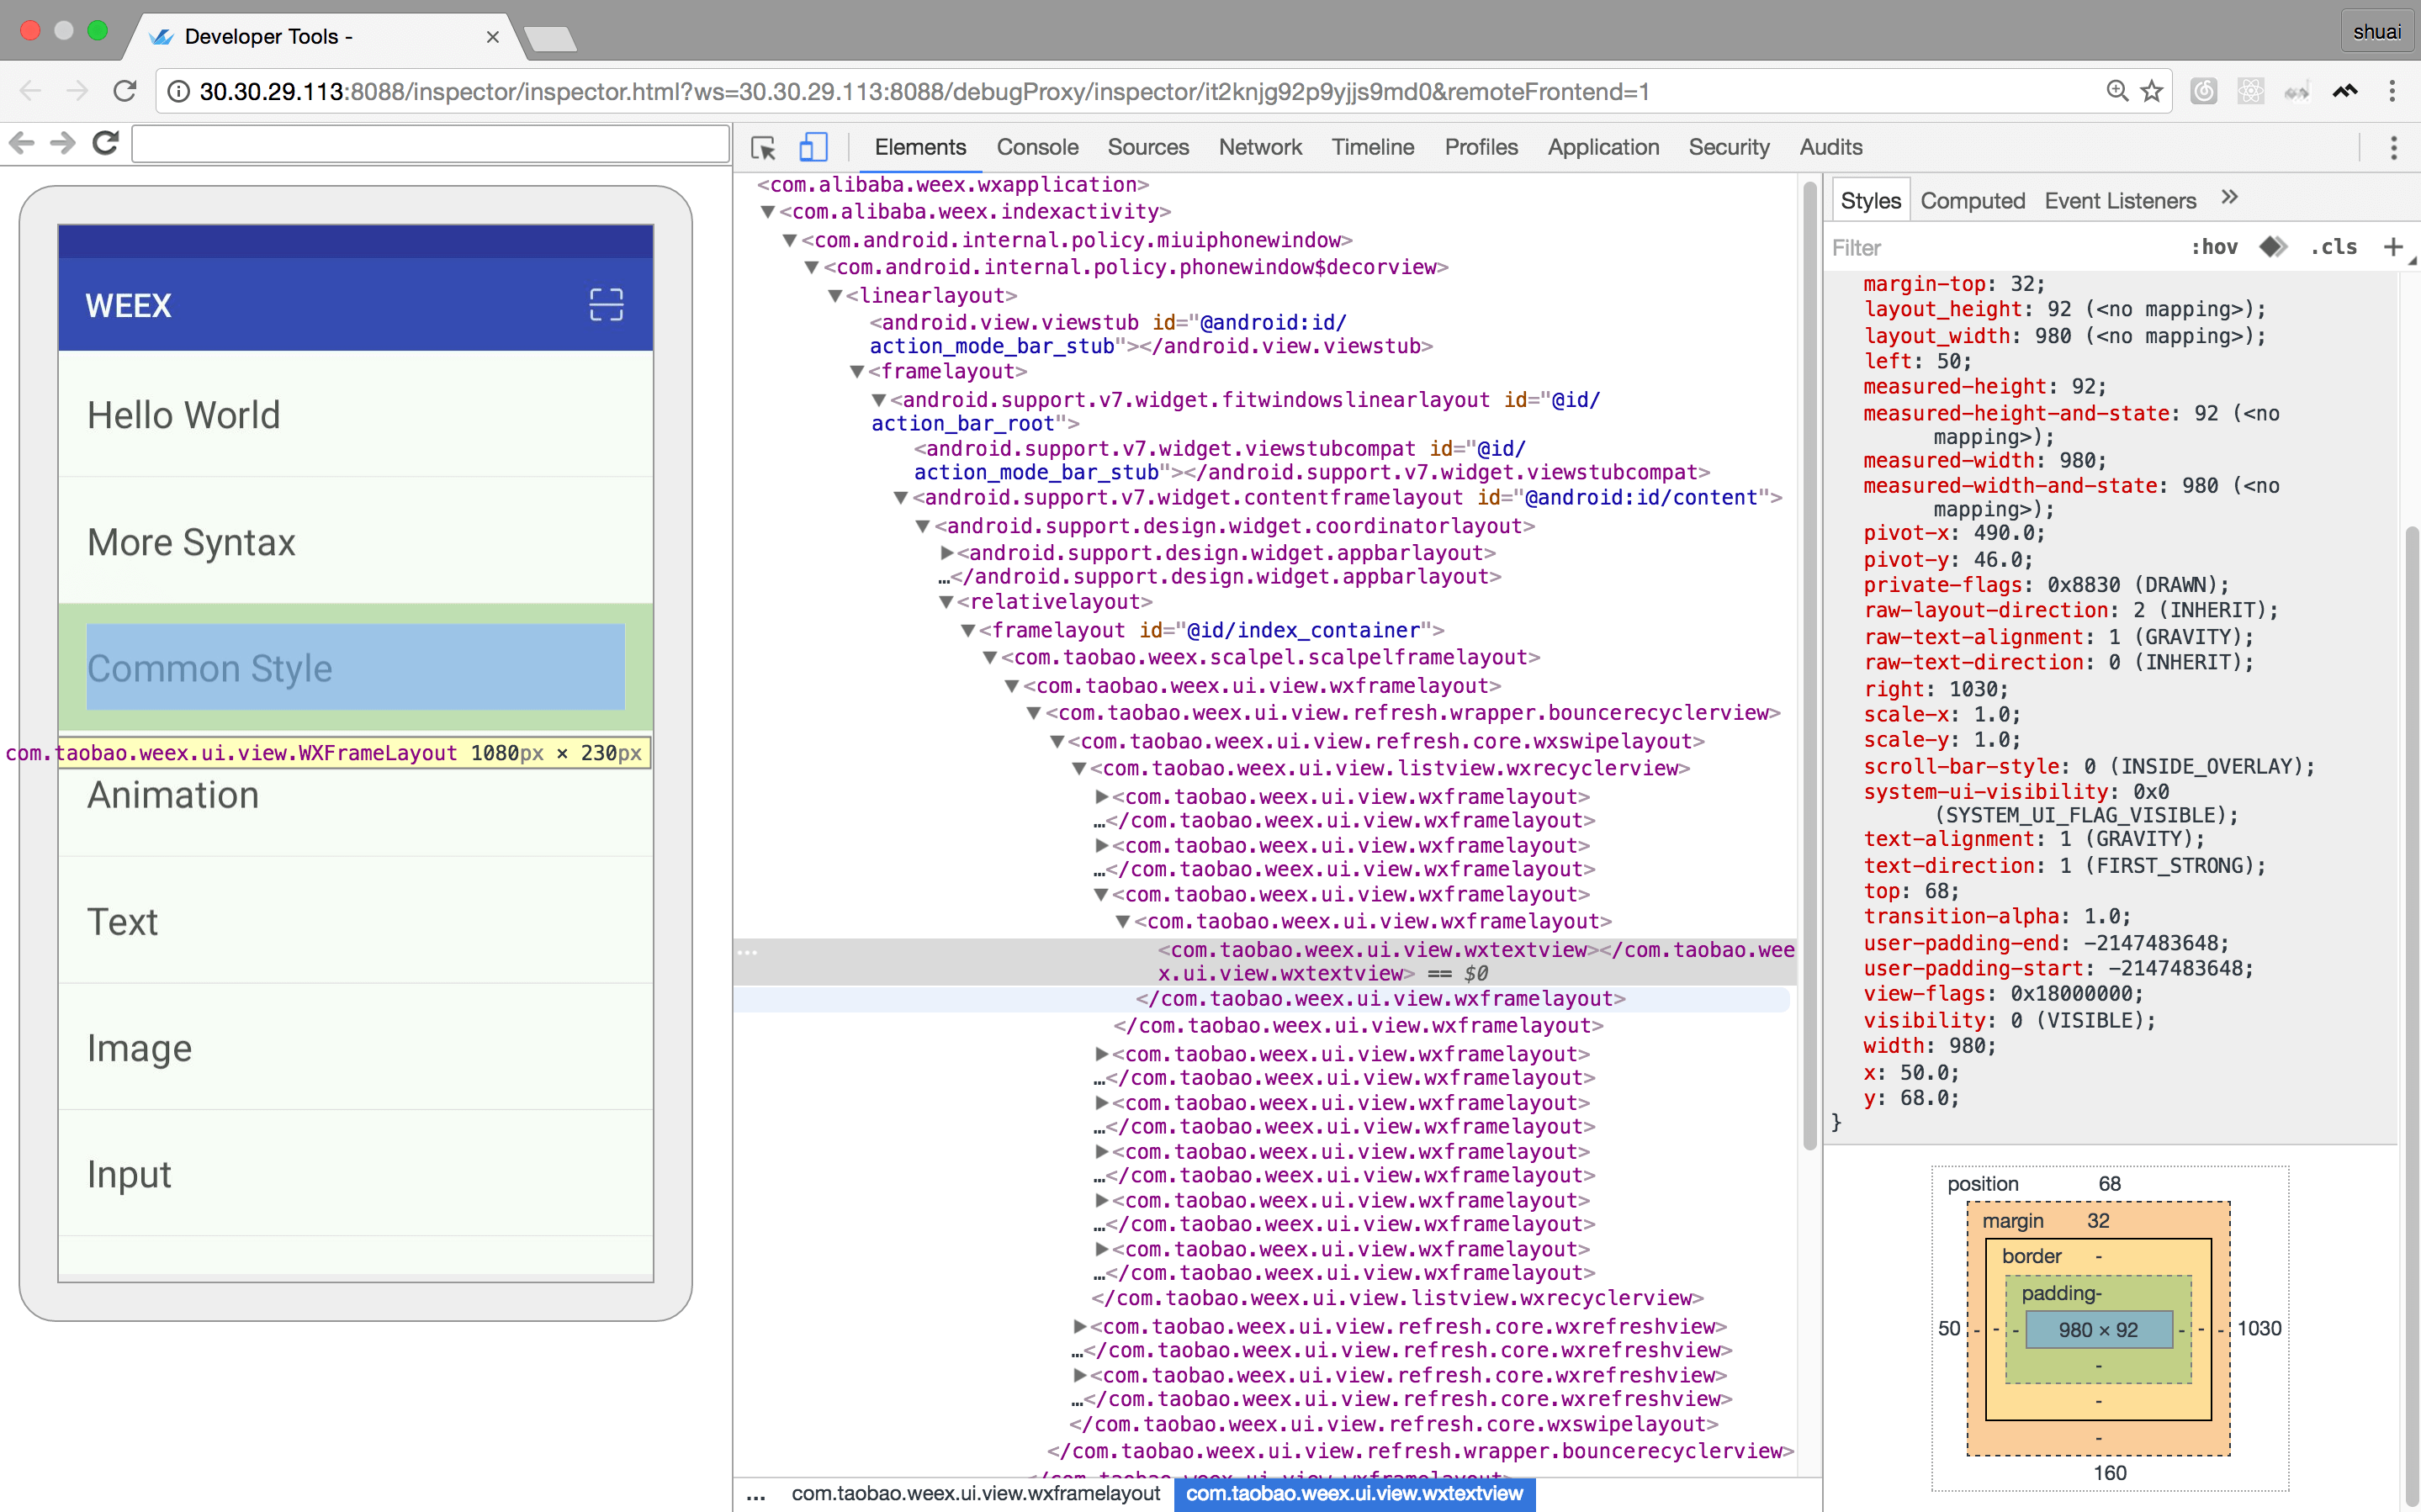 Developer Tools -
shuai
30.30.29.113:8088/inspector/inspector.html?ws=30.30.29.113:8088/debugProxy/inspector/it2knjg92p9yjjs9md0&remoteFrontend=1
Elements Console Sources Network Timeline Profiles Application Security Audits
WEEX
Hello World
More Syntax
Common Style
com.taobao.weex.ui.view.WXFrameLayout 1080px × 230px
Animation
Text
Image
Input
<com.alibaba.weex.wxapplication>
▼<com.alibaba.weex.indexactivity>
▼<com.android.internal.policy.miuiphonewindow>
▼<com.android.internal.policy.phonewindow$decorview>
▼<linearlayout>
<android.view.viewstub id="@android:id/
action_mode_bar_stub"></android.view.viewstub>
▼<framelayout>
▼<android.support.v7.widget.fitwindowslinearlayout id="@id/
action_bar_root">
<android.support.v7.widget.viewstubcompat id="@id/
action_mode_bar_stub"></android.support.v7.widget.viewstubcompat>
▼<android.support.v7.widget.contentframelayout id="@android:id/content">
▼<android.support.design.widget.coordinatorlayout>
▶<android.support.design.widget.appbarlayout>
…</android.support.design.widget.appbarlayout>
▼<relativelayout>
▼<framelayout id="@id/index_container">
▼<com.taobao.weex.scalpel.scalpelframelayout>
▼<com.taobao.weex.ui.view.wxframelayout>
▼<com.taobao.weex.ui.view.refresh.wrapper.bouncerecyclerview>
▼<com.taobao.weex.ui.view.refresh.core.wxswipelayout>
▼<com.taobao.weex.ui.view.listview.wxrecyclerview>
▶<com.taobao.weex.ui.view.wxframelayout>
…</com.taobao.weex.ui.view.wxframelayout>
▶<com.taobao.weex.ui.view.wxframelayout>
…</com.taobao.weex.ui.view.wxframelayout>
▼<com.taobao.weex.ui.view.wxframelayout>
▼<com.taobao.weex.ui.view.wxframelayout>
… <com.taobao.weex.ui.view.wxtextview></com.taobao.wee
x.ui.view.wxtextview> == $0
</com.taobao.weex.ui.view.wxframelayout>
</com.taobao.weex.ui.view.wxframelayout>
▶<com.taobao.weex.ui.view.wxframelayout>
…</com.taobao.weex.ui.view.wxframelayout>
▶<com.taobao.weex.ui.view.wxframelayout>
…</com.taobao.weex.ui.view.wxframelayout>
▶<com.taobao.weex.ui.view.wxframelayout>
…</com.taobao.weex.ui.view.wxframelayout>
▶<com.taobao.weex.ui.view.wxframelayout>
…</com.taobao.weex.ui.view.wxframelayout>
▶<com.taobao.weex.ui.view.wxframelayout>
…</com.taobao.weex.ui.view.wxframelayout>
</com.taobao.weex.ui.view.listview.wxrecyclerview>
▶<com.taobao.weex.ui.view.refresh.core.wxrefreshview>
…</com.taobao.weex.ui.view.refresh.core.wxrefreshview>
▶<com.taobao.weex.ui.view.refresh.core.wxrefreshview>
…</com.taobao.weex.ui.view.refresh.core.wxrefreshview>
</com.taobao.weex.ui.view.refresh.core.wxswipelayout>
</com.taobao.weex.ui.view.refresh.wrapper.bouncerecyclerview>
</com.taobao.weex.ui.view.wxframelayout>
... com.taobao.weex.ui.view.wxframelayout com.taobao.weex.ui.view.wxtextview
Styles Computed Event Listeners »
Filter :hov .cls +
margin-top: 32;
layout_height: 92 (<no mapping>);
layout_width: 980 (<no mapping>);
left: 50;
measured-height: 92;
measured-height-and-state: 92 (<no
mapping>);
measured-width: 980;
measured-width-and-state: 980 (<no
mapping>);
pivot-x: 490.0;
pivot-y: 46.0;
private-flags: 0x8830 (DRAWN);
raw-layout-direction: 2 (INHERIT);
raw-text-alignment: 1 (GRAVITY);
raw-text-direction: 0 (INHERIT);
right: 1030;
scale-x: 1.0;
scale-y: 1.0;
scroll-bar-style: 0 (INSIDE_OVERLAY);
system-ui-visibility: 0x0
(SYSTEM_UI_FLAG_VISIBLE);
text-alignment: 1 (GRAVITY);
text-direction: 1 (FIRST_STRONG);
top: 68;
transition-alpha: 1.0;
user-padding-end: -2147483648;
user-padding-start: -2147483648;
view-flags: 0x18000000;
visibility: 0 (VISIBLE);
width: 980;
x: 50.0;
y: 68.0;
}
position 68
margin 32
border -
padding-
50 - - - 980 × 92 - - - 1030
-
-
-
160